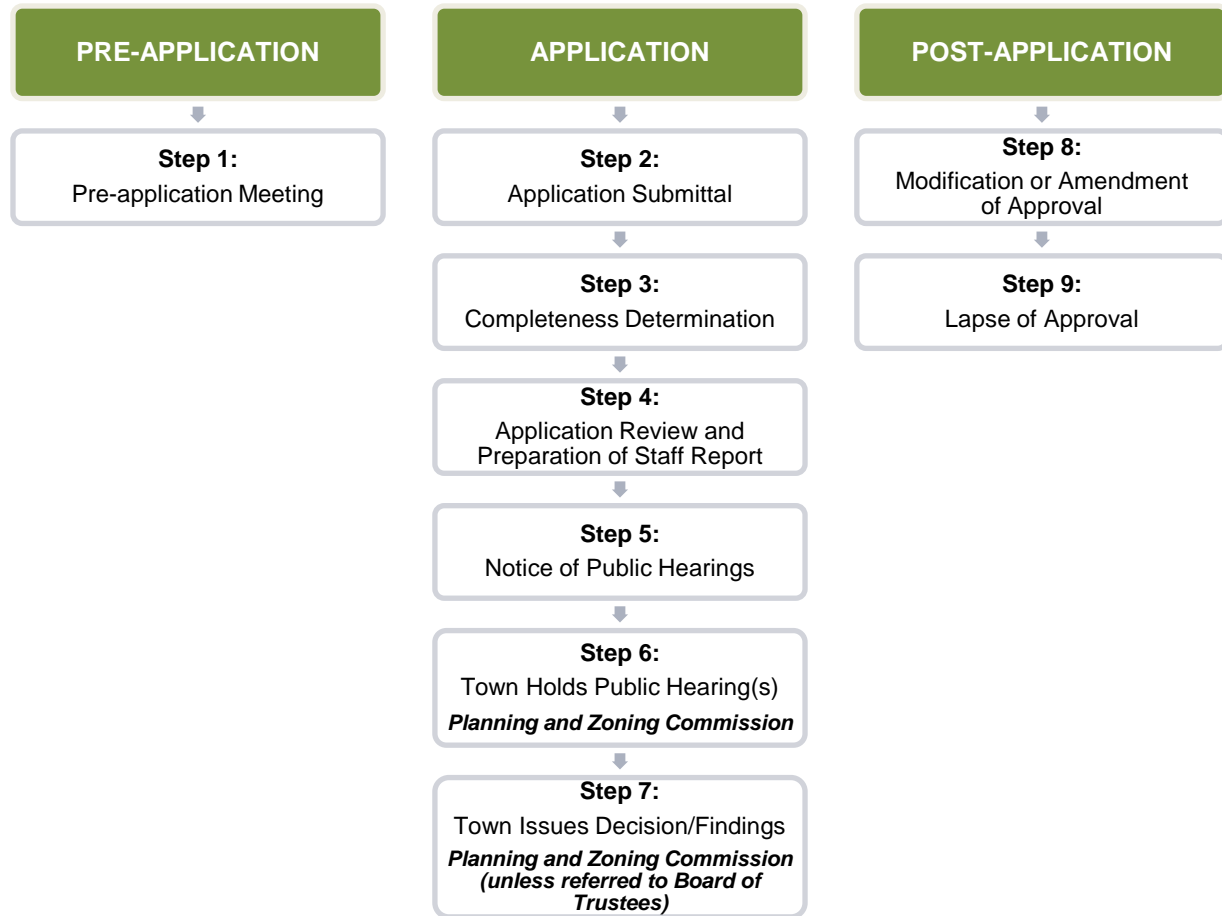 PRE-APPLICATION
Step 1:
Pre-application Meeting
APPLICATION
Step 2:
Application Submittal
Step 3:
Completeness Determination
Step 4:
Application Review and
Preparation of Staff Report
Step 5:
Notice of Public Hearings
Step 6:
Town Holds Public Hearing(s)
Planning and Zoning Commission
Step 7:
Town Issues Decision/Findings
Planning and Zoning Commission
(unless referred to Board of
Trustees)
POST-APPLICATION
Step 8:
Modification or Amendment
of Approval
Step 9:
Lapse of Approval